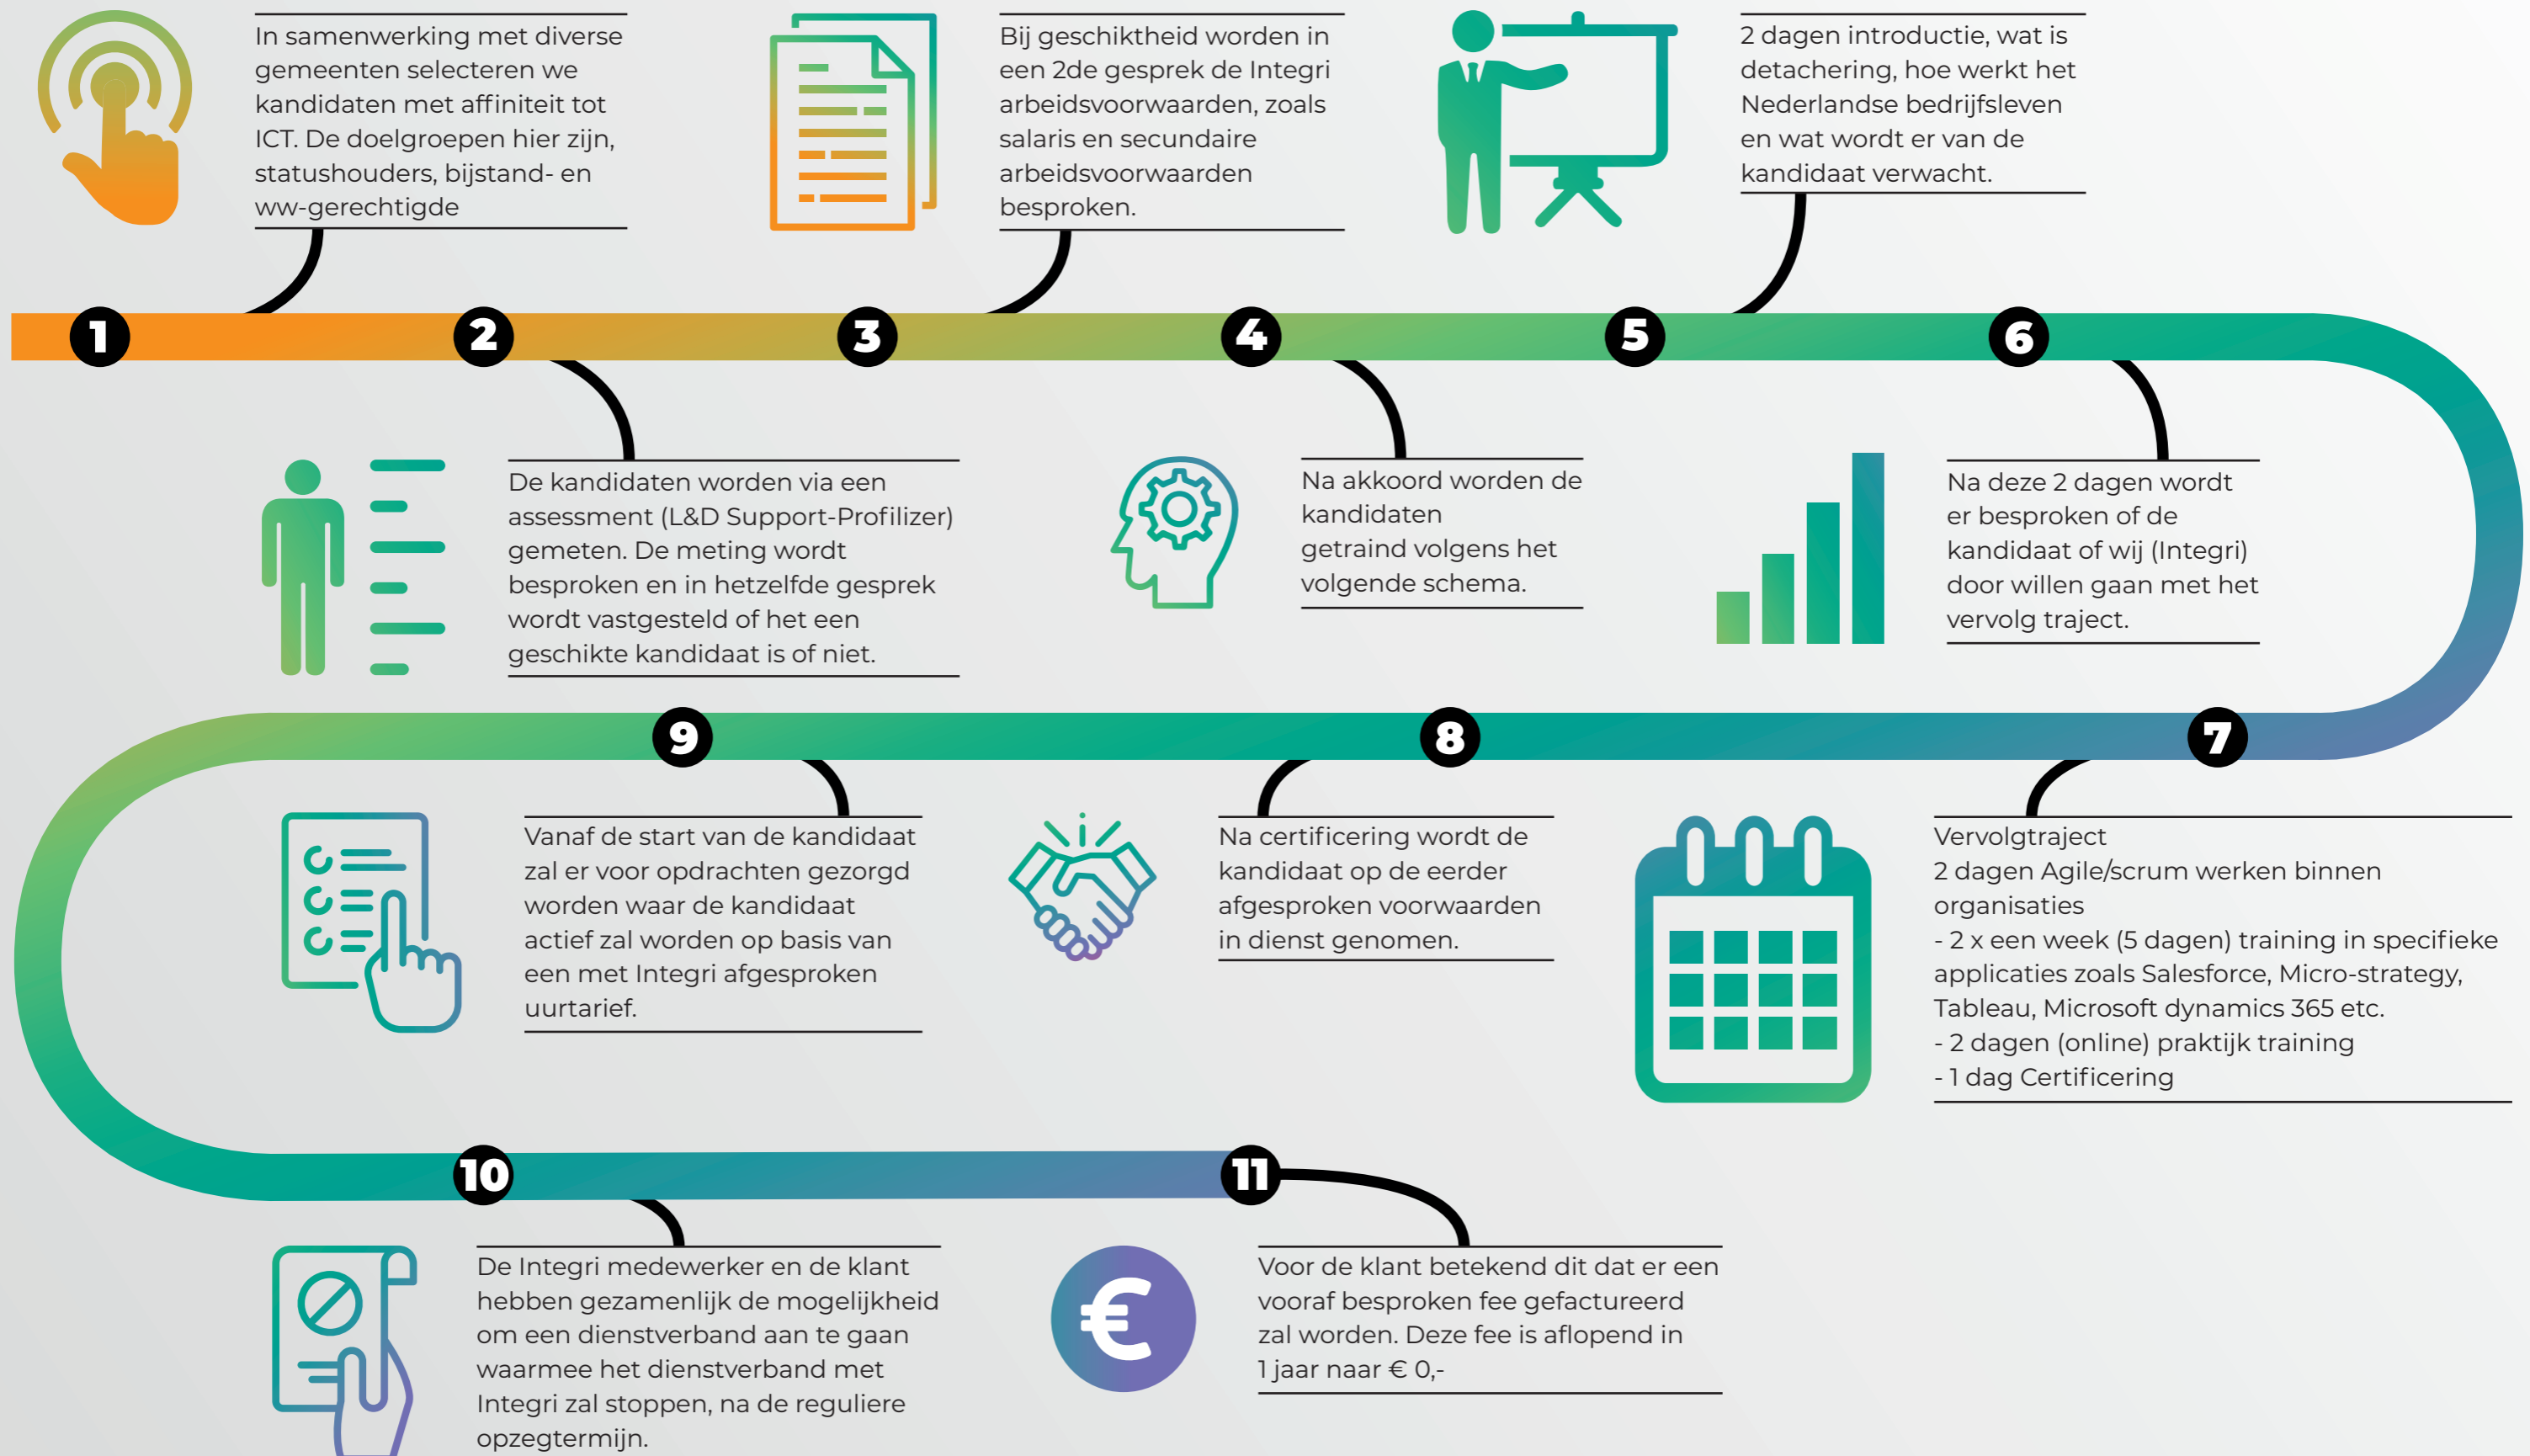 In samenwerking met diverse
gemeenten selecteren we
kandidaten met affiniteit tot
ICT. De doelgroepen hier zijn,
statushouders, bijstand- en
ww-gerechtigde
Bij geschiktheid worden in
een 2de gesprek de Integri
arbeidsvoorwaarden, zoals
salaris en secundaire
arbeidsvoorwaarden
besproken.
2 dagen introductie, wat is
detachering, hoe werkt het
Nederlandse bedrijfsleven
en wat wordt er van de
kandidaat verwacht.
1
2
3
4
5
6
De kandidaten worden via een
assessment (L&D Support-Profilizer)
gemeten. De meting wordt
besproken en in hetzelfde gesprek
wordt vastgesteld of het een
geschikte kandidaat is of niet.
Na akkoord worden de
kandidaten
getraind volgens het
volgende schema.
Na deze 2 dagen wordt
er besproken of de
kandidaat of wij (Integri)
door willen gaan met het
vervolg traject.
9
8
7
Vanaf de start van de kandidaat
zal er voor opdrachten gezorgd
worden waar de kandidaat
actief zal worden op basis van
een met Integri afgesproken
uurtarief.
Na certificering wordt de
kandidaat op de eerder
afgesproken voorwaarden
in dienst genomen.
Vervolgtraject
2 dagen Agile/scrum werken binnen
organisaties
- 2 x een week (5 dagen) training in specifieke
applicaties zoals Salesforce, Micro-strategy,
Tableau, Microsoft dynamics 365 etc.
- 2 dagen (online) praktijk training
- 1 dag Certificering
10
11
De Integri medewerker en de klant
hebben gezamenlijk de mogelijkheid
om een dienstverband aan te gaan
waarmee het dienstverband met
Integri zal stoppen, na de reguliere
opzegtermijn.
€
Voor de klant betekend dit dat er een
vooraf besproken fee gefactureerd
zal worden. Deze fee is aflopend in
1 jaar naar € 0,-